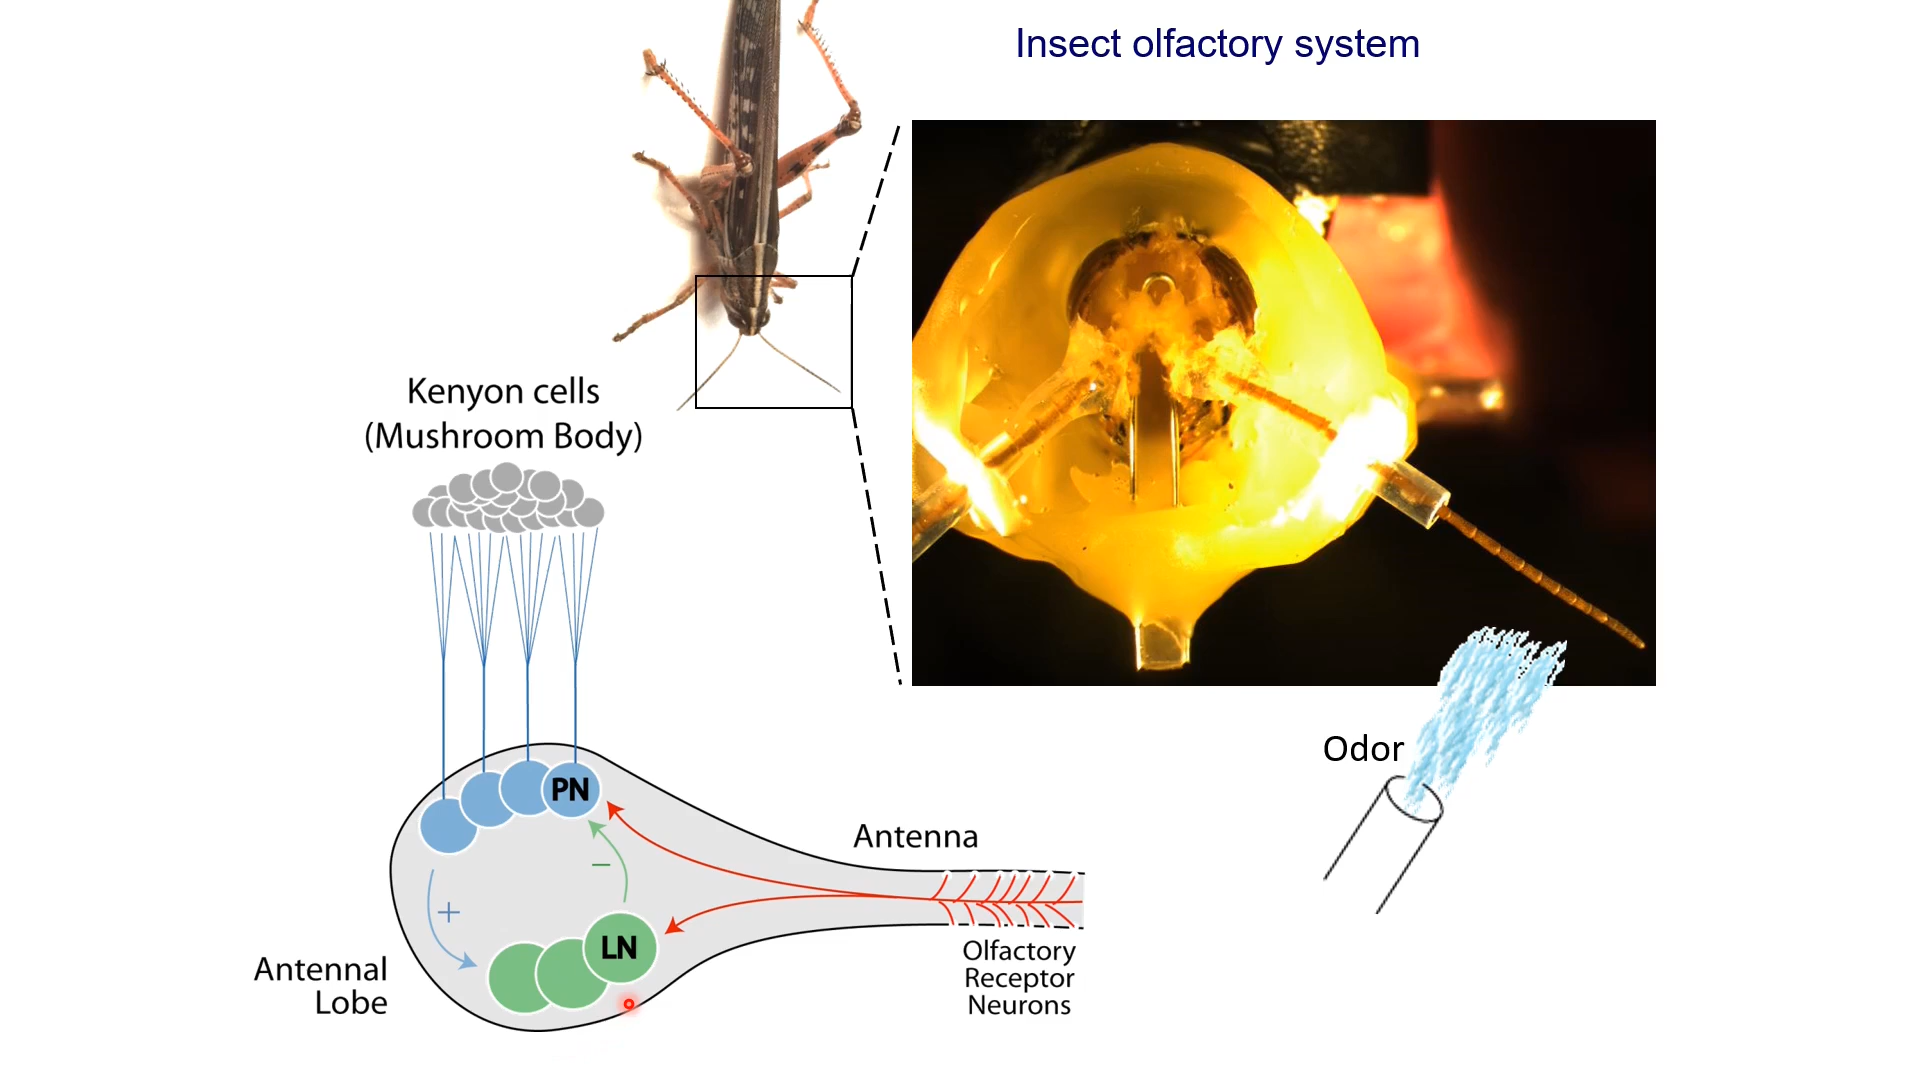 Insect olfactory system
Kenyon cells
(Mushroom Body)
Odor
PN
Antenna
−
+
LN
Olfactory
Receptor
Neurons
Antennal
Lobe